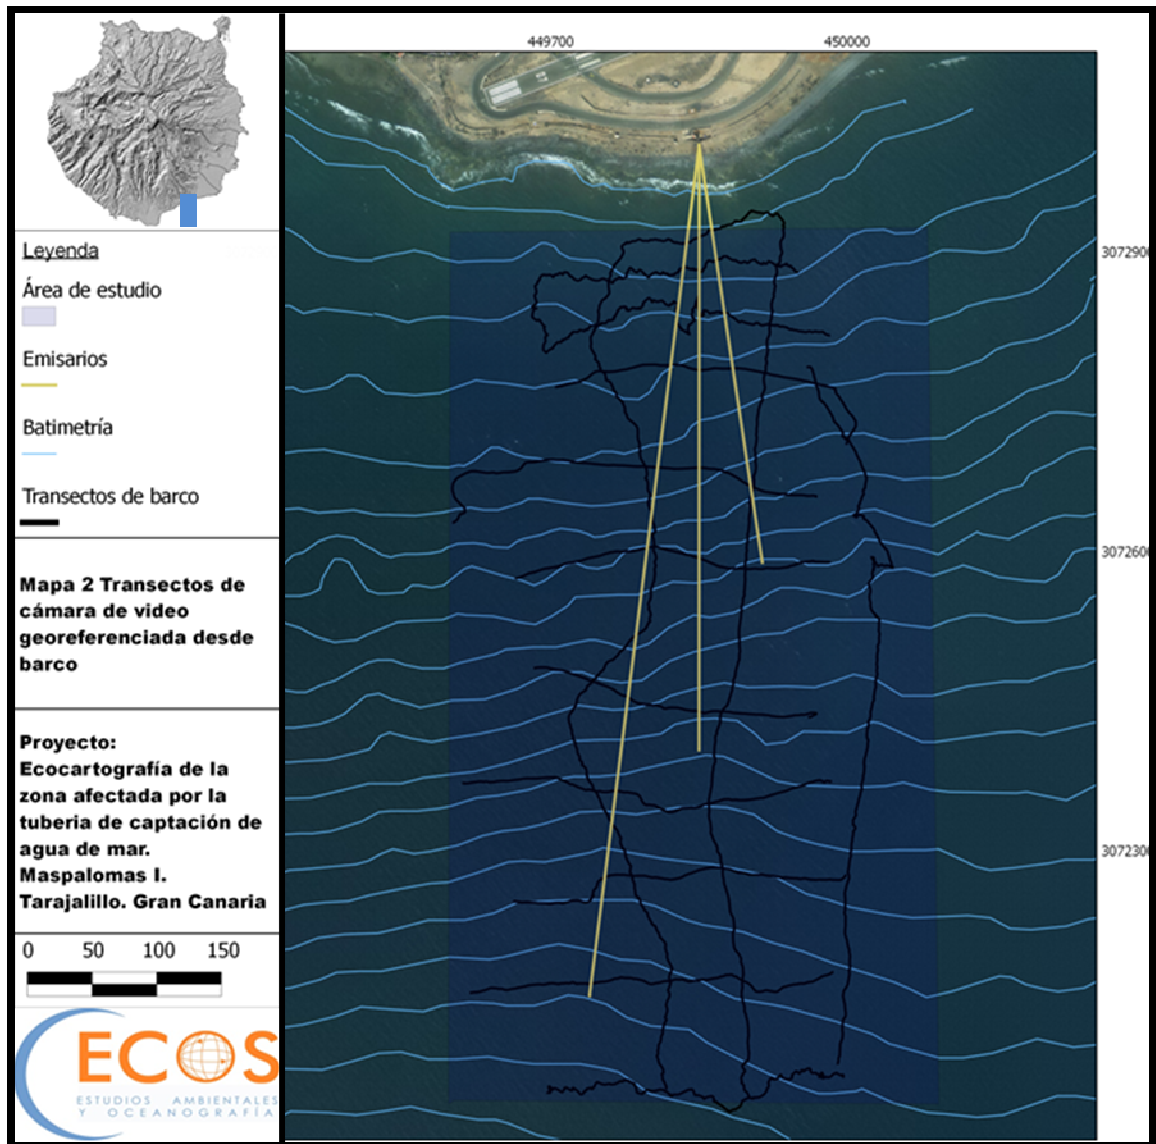 449700
450000
3072900
3072600
3072300
Leyenda
Área de estudio
Emisarios
Batimetría
Transectos de barco
Mapa 2 Transectos de
cámara de video
georeferenciada desde
barco
Proyecto:
Ecocartografía de la
zona afectada por la
tuberia de captación de
agua de mar.
Maspalomas I.
Tarajalillo. Gran Canaria
0 50 100 150
ECOS
ESTUDIOS AMBIENTALES
Y OCEANOGRAFÍA